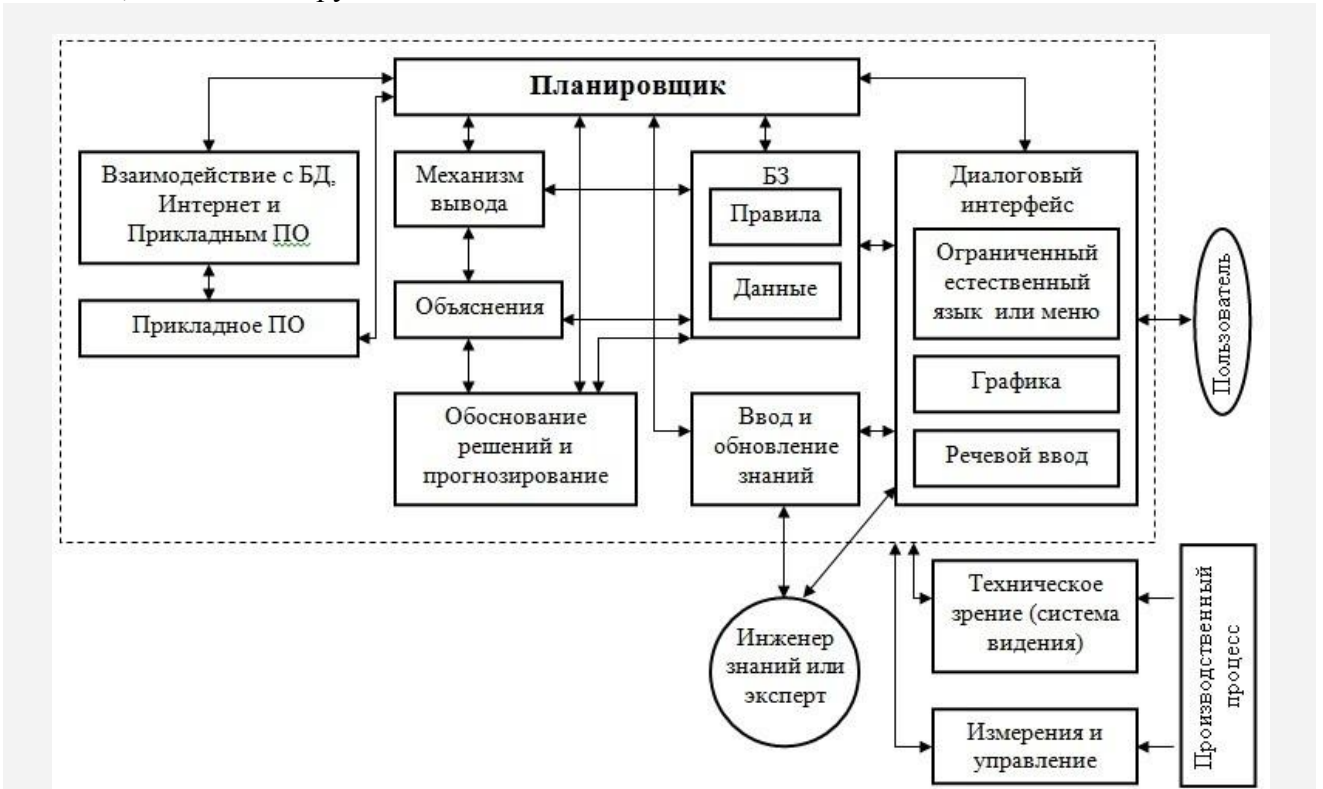 Планировщик
Взаимодействие с БД,
Интернет и
Прикладным ПО
Механизм
вывода
БЗ
Правила
Данные
Диалоговый
интерфейс
Ограниченный
естественный
язык или меню
Графика
Речевой ввод
Пользователь
Прикладное ПО
Объяснения
Обоснование
решений и
прогнозирование
Ввод и
обновление
знаний
Инженер
знаний или
эксперт
Техническое
зрение (система
видения)
Измерения и
управление
Производственный
процесс